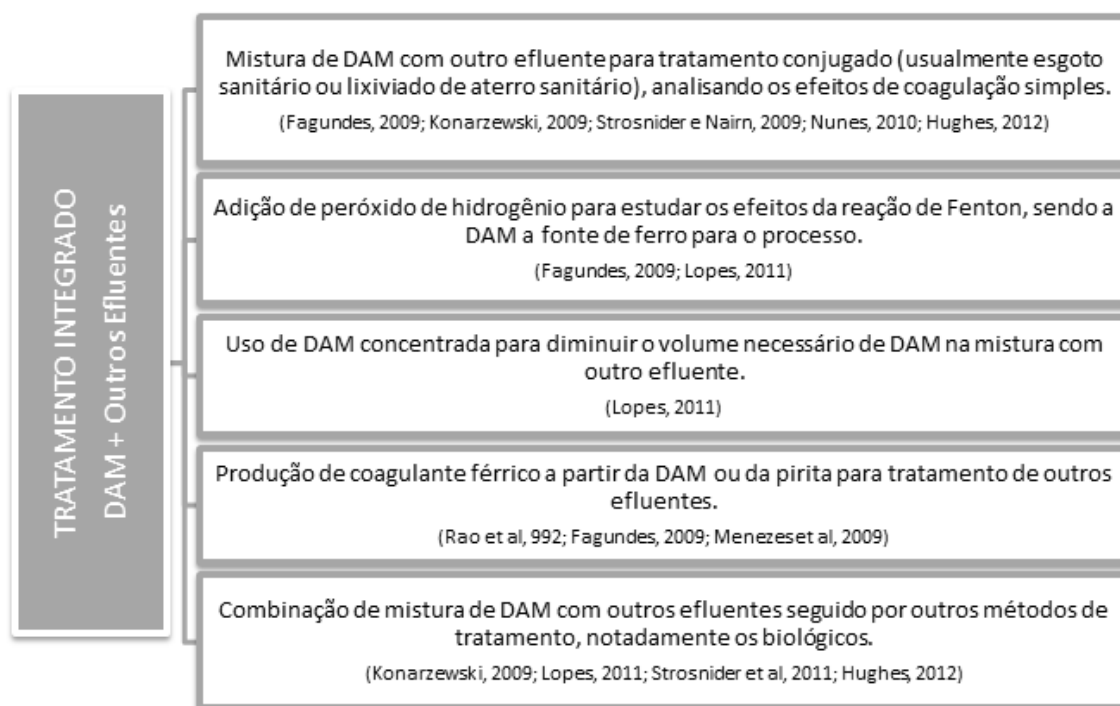 TRATAMENTO INTEGRADO
DAM + Outros Efluentes
Mistura de DAM com outro efluente para tratamento conjugado (usualmente esgoto
sanitário ou lixiviado de aterro sanitário), analisando os efeitos de coagulação simples.
(Fagundes, 2009; Konarzewski, 2009; Strosnider e Nairn, 2009; Nunes, 2010; Hughes, 2012)
Adição de peróxido de hidrogênio para estudar os efeitos da reação de Fenton, sendo a
DAM a fonte de ferro para o processo.
(Fagundes, 2009; Lopes, 2011)
Uso de DAM concentrada para diminuir o volume necessário de DAM na mistura com
outro efluente.
(Lopes, 2011)
Produção de coagulante férrico a partir da DAM ou da pirita para tratamento de outros
efluentes.
(Rao et al, 992; Fagundes, 2009; Menezes et al, 2009)
Combinação de mistura de DAM com outros efluentes seguido por outros métodos de
tratamento, notadamente os biológicos.
(Konarzewski, 2009; Lopes, 2011; Strosnider et al, 2011; Hughes, 2012)